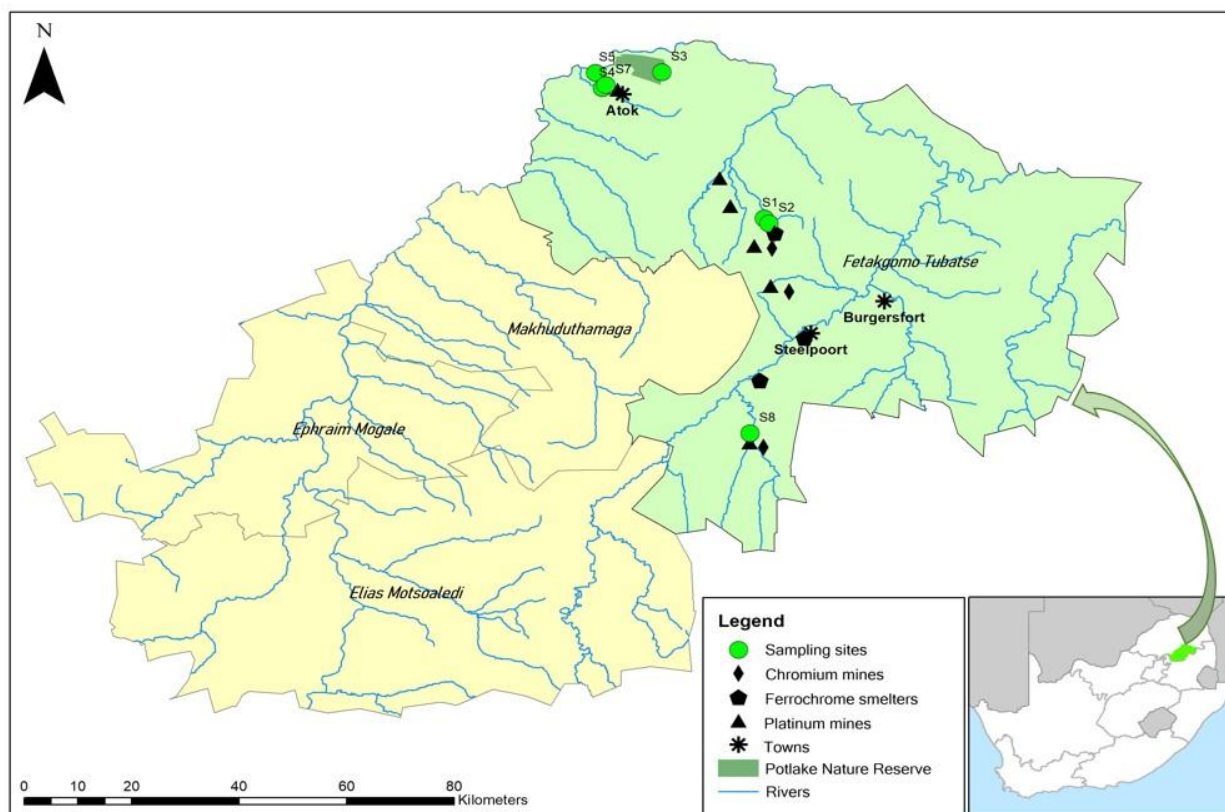 N
S5
S3
S4
S7
Atok
S1
S2
Fetakgomo Tubatse
Burgersfort
Makhuduthamaga
Steelpoort
S8
Ephraim Mogale
Elias Motsoaledi
Legend
Sampling sites
Chromium mines
Ferrochrome smelters
Platinum mines
Towns
Potlake Nature Reserve
Rivers
0 10 20 40 60 80
Kilometers